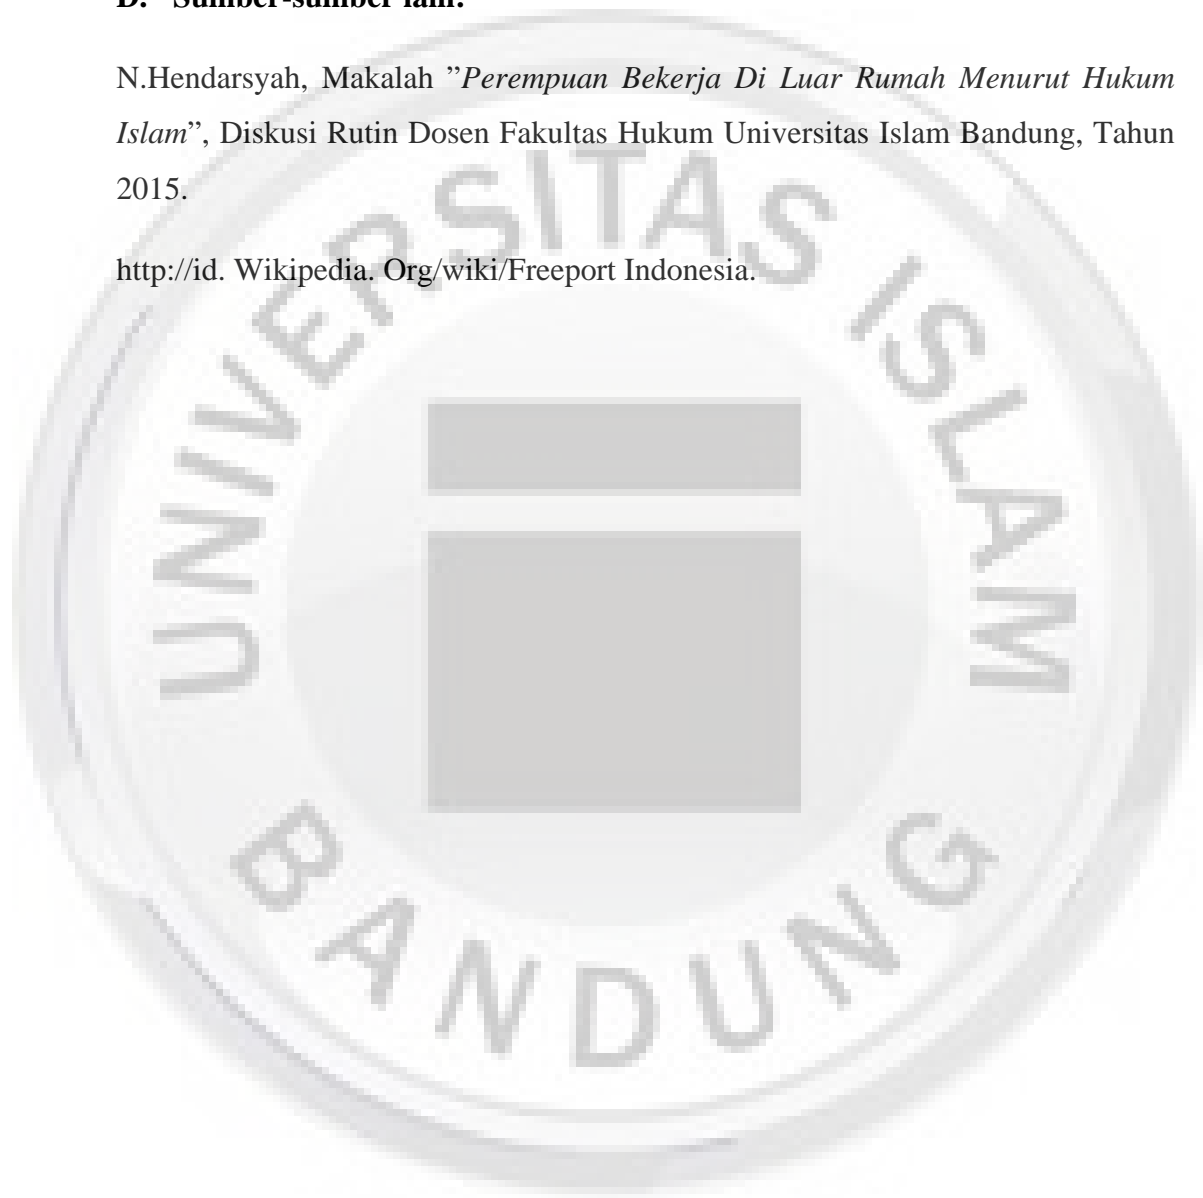 D. Sumber-sumber lain:
N.Hendarsyah, Makalah ”Perempuan Bekerja Di Luar Rumah Menurut Hukum
Islam”, Diskusi Rutin Dosen Fakultas Hukum Universitas Islam Bandung, Tahun
2015.
http://id. Wikipedia. Org/wiki/Freeport Indonesia.
UNIVERSITAS ISLAM
BANDUNG